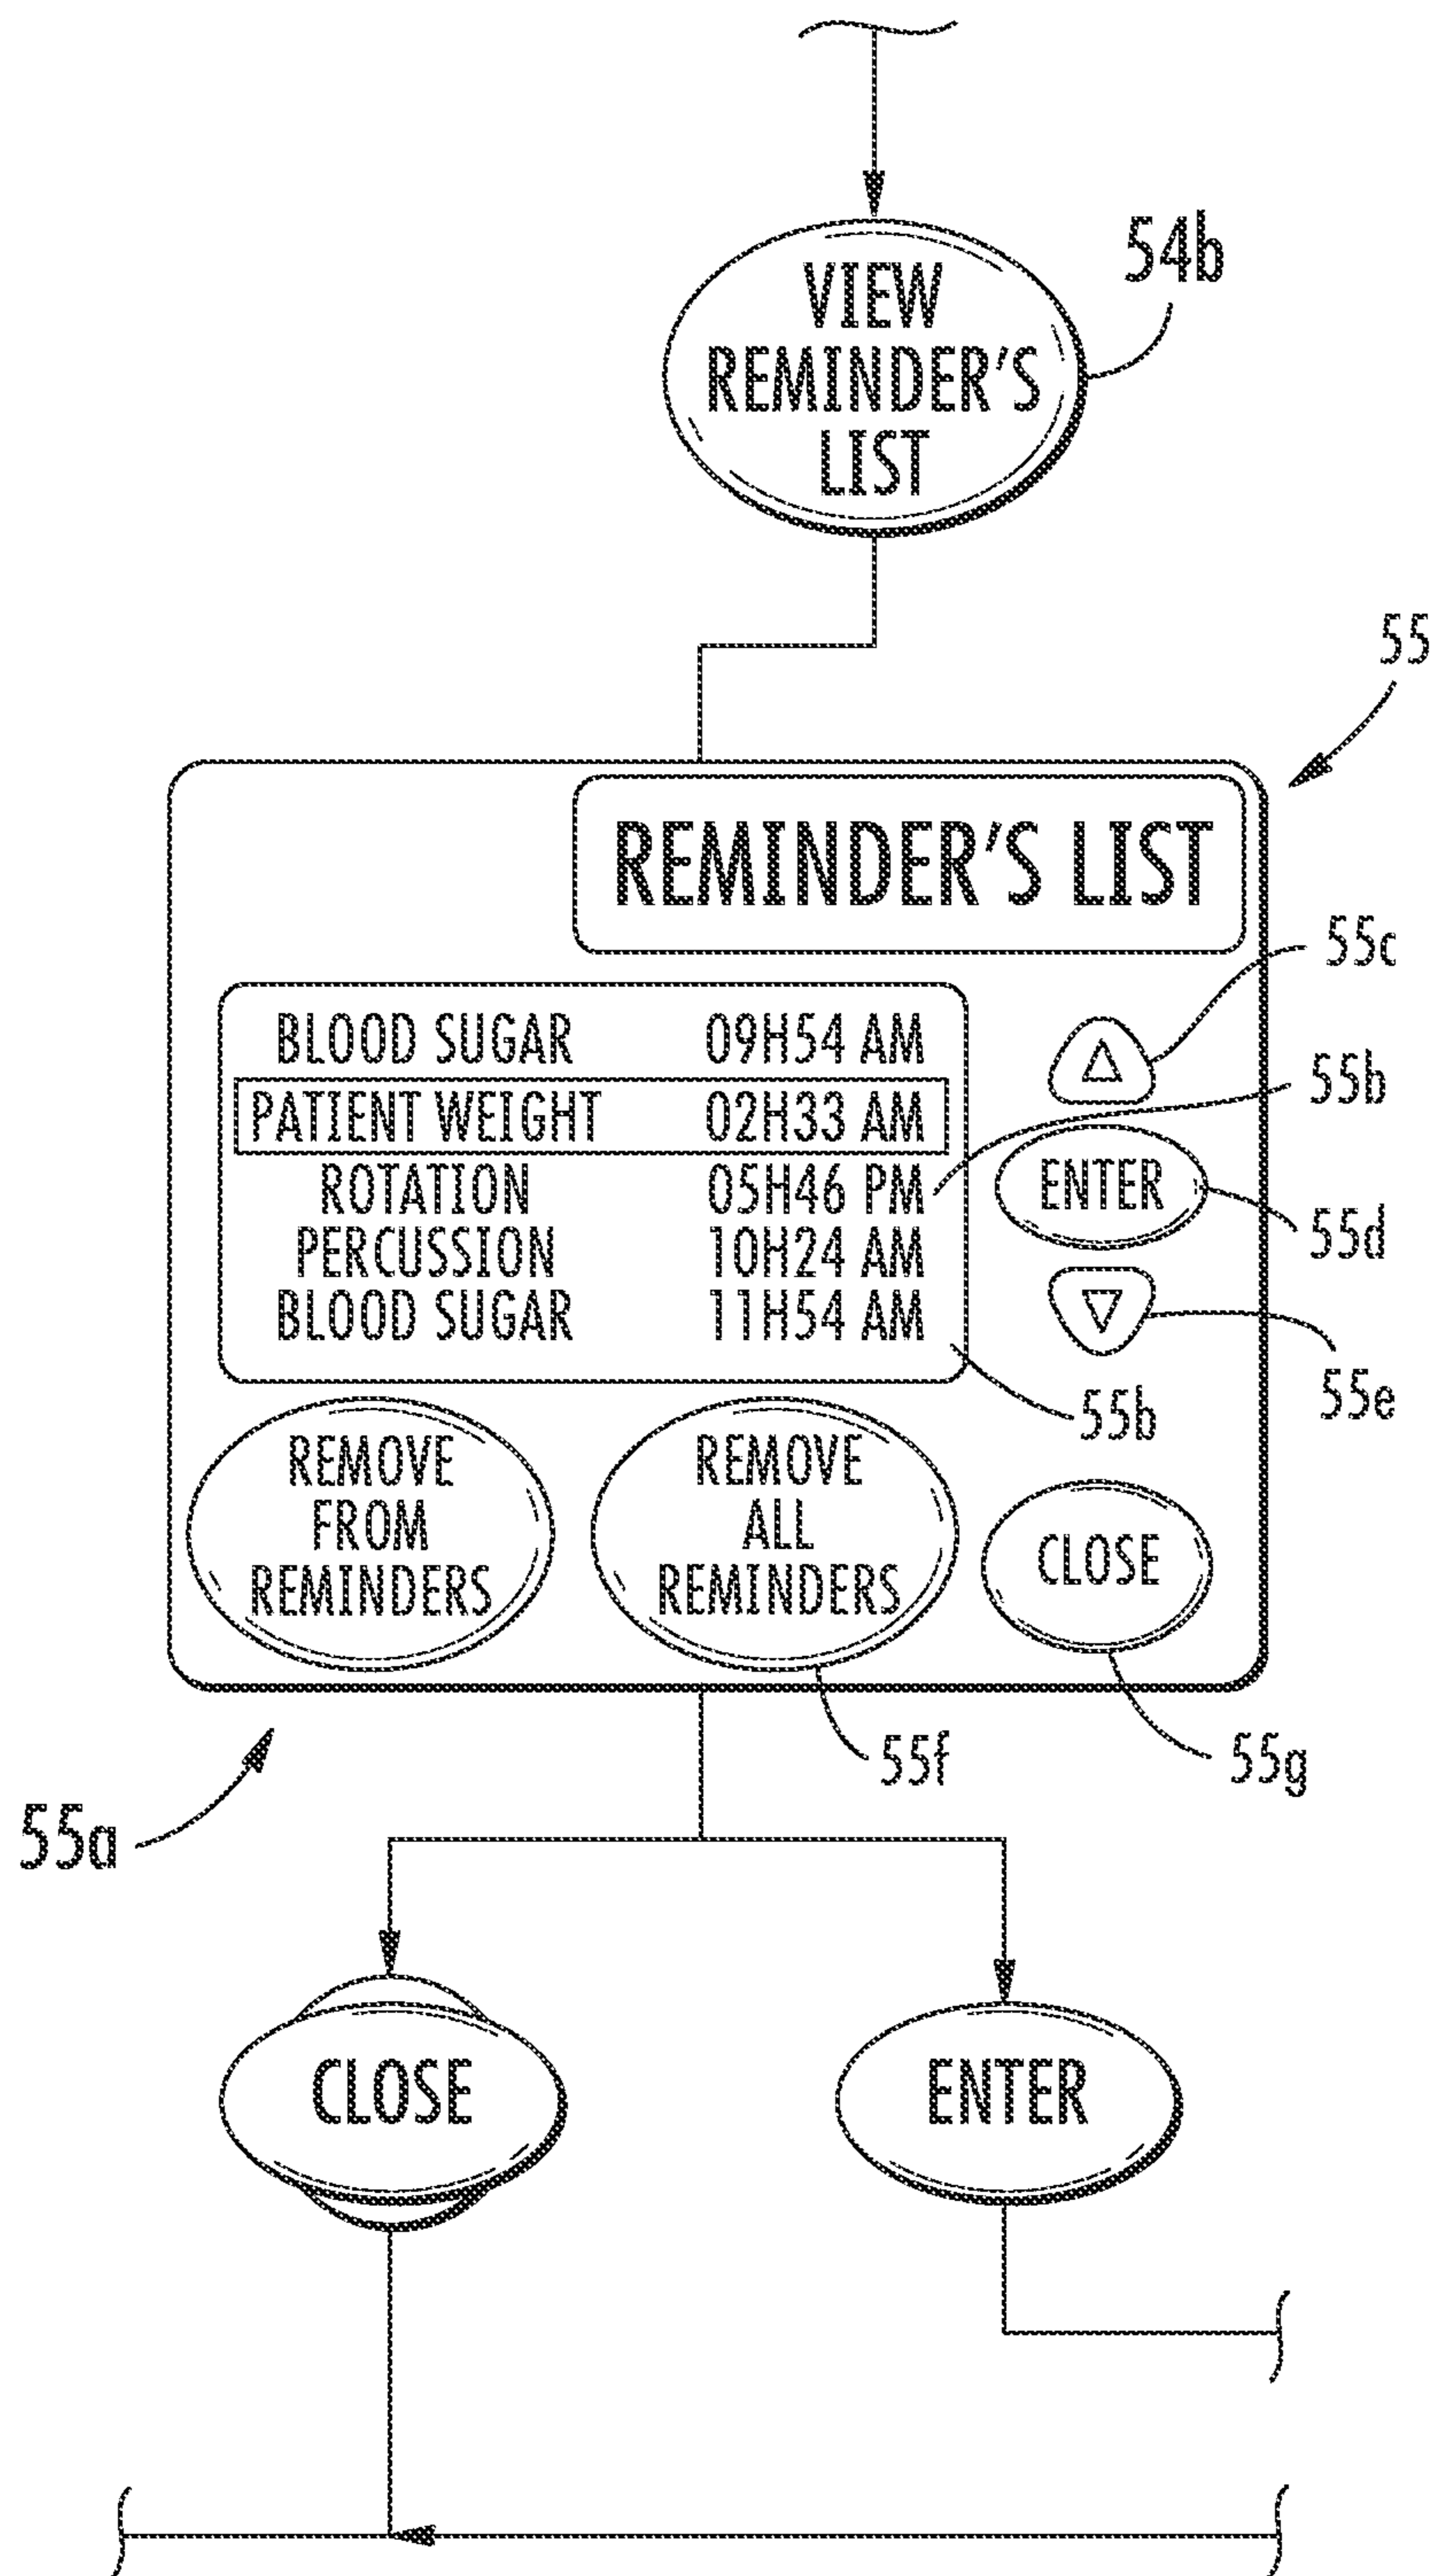 VIEW
REMINDER'S
LIST
54b
55
REMINDER'S LIST
55c
BLOOD SUGAR 09H54 AM
PATIENT WEIGHT 02H33 AM
ROTATION 05H46 PM
PERCUSSION 10H24 AM
BLOOD SUGAR 11H54 AM
55b
ENTER
55d
55e
55b
REMOVE
FROM
REMINDERS
REMOVE
ALL
REMINDERS
CLOSE
55f
55g
55a
CLOSE
ENTER